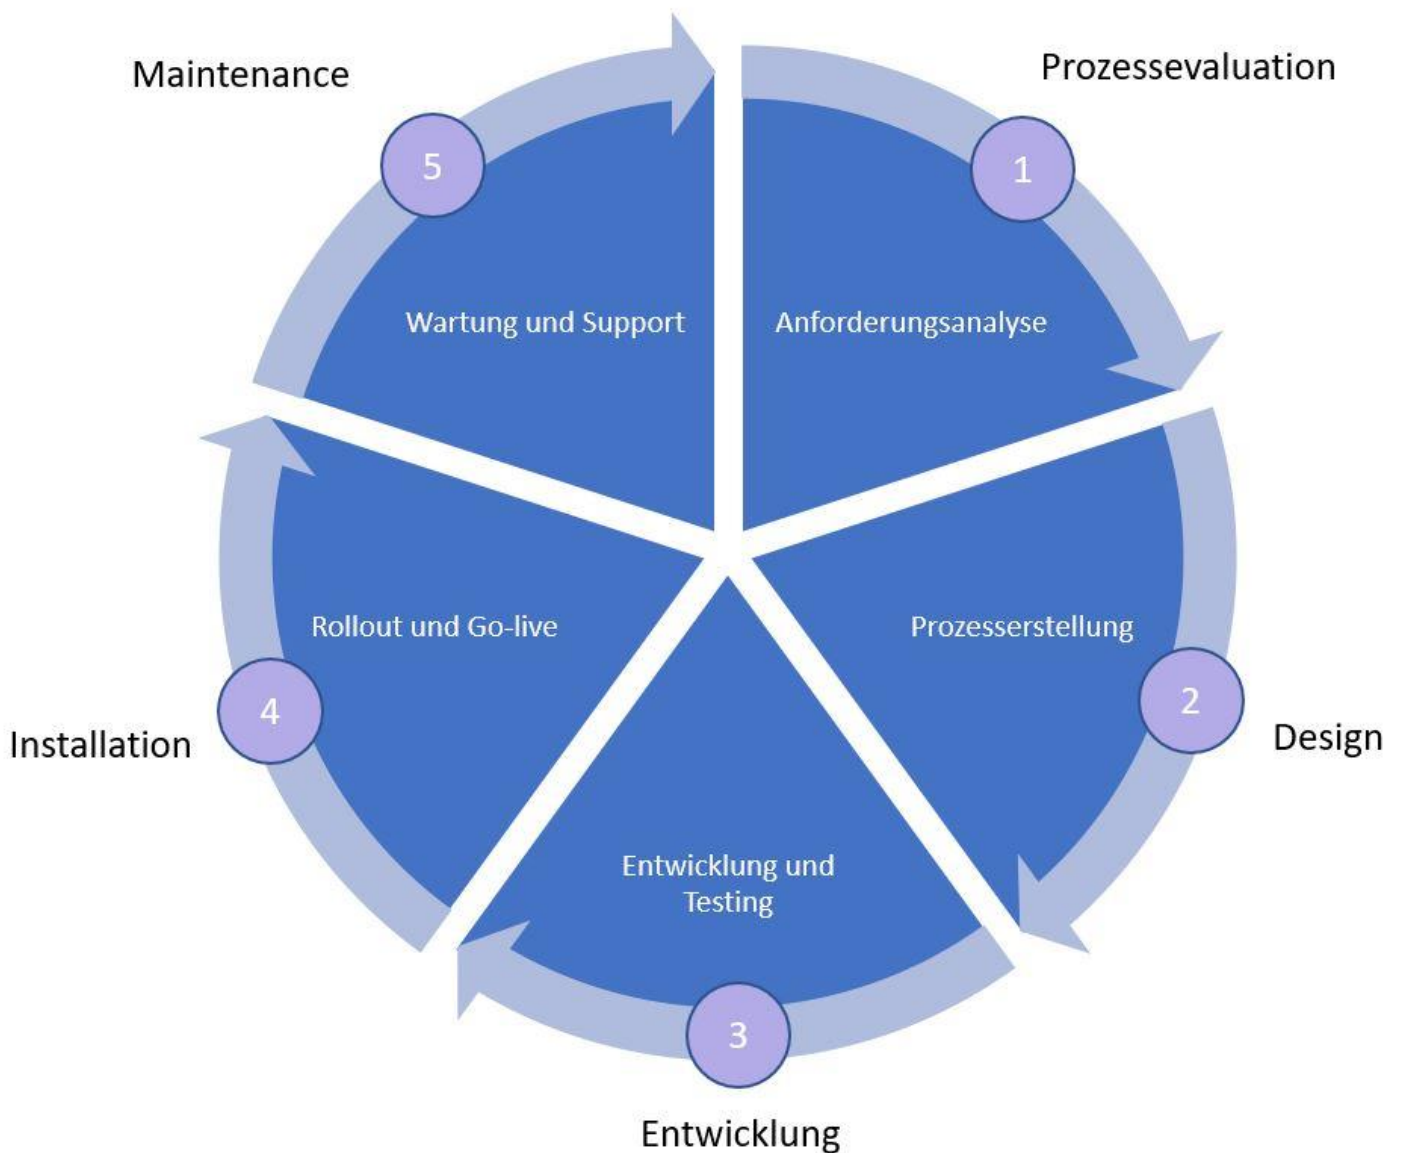 Maintenance
Prozessevaluation
5
1
Wartung und Support
Anforderungsanalyse
Rollout und Go-live
Prozesserstellung
4
2
Installation
Design
Entwicklung und
Testing
3
Entwicklung